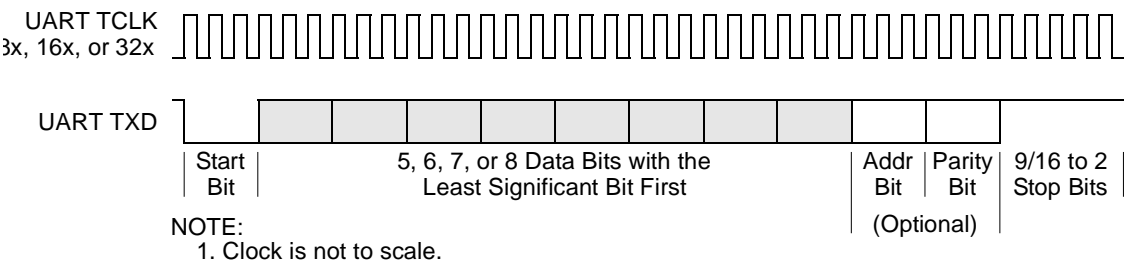 UART TCLK
x, 16x, or 32x
UART TXD
Start Bit
5, 6, 7, or 8 Data Bits with the
Least Significant Bit First
Addr Bit
Parity Bit
9/16 to 2
Stop Bits
(Optional)
NOTE:
1. Clock is not to scale.